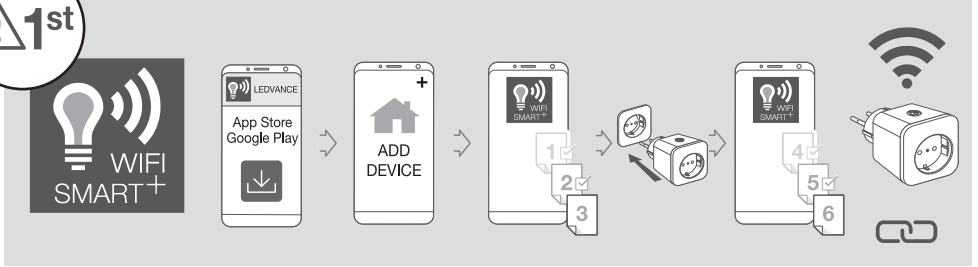 1st
WIFI
SMART+
LEDVANCE
App Store
Google Play
+
ADD
DEVICE
WIFI
SMART+
1
2
3
WIFI
SMART+
4
5
6